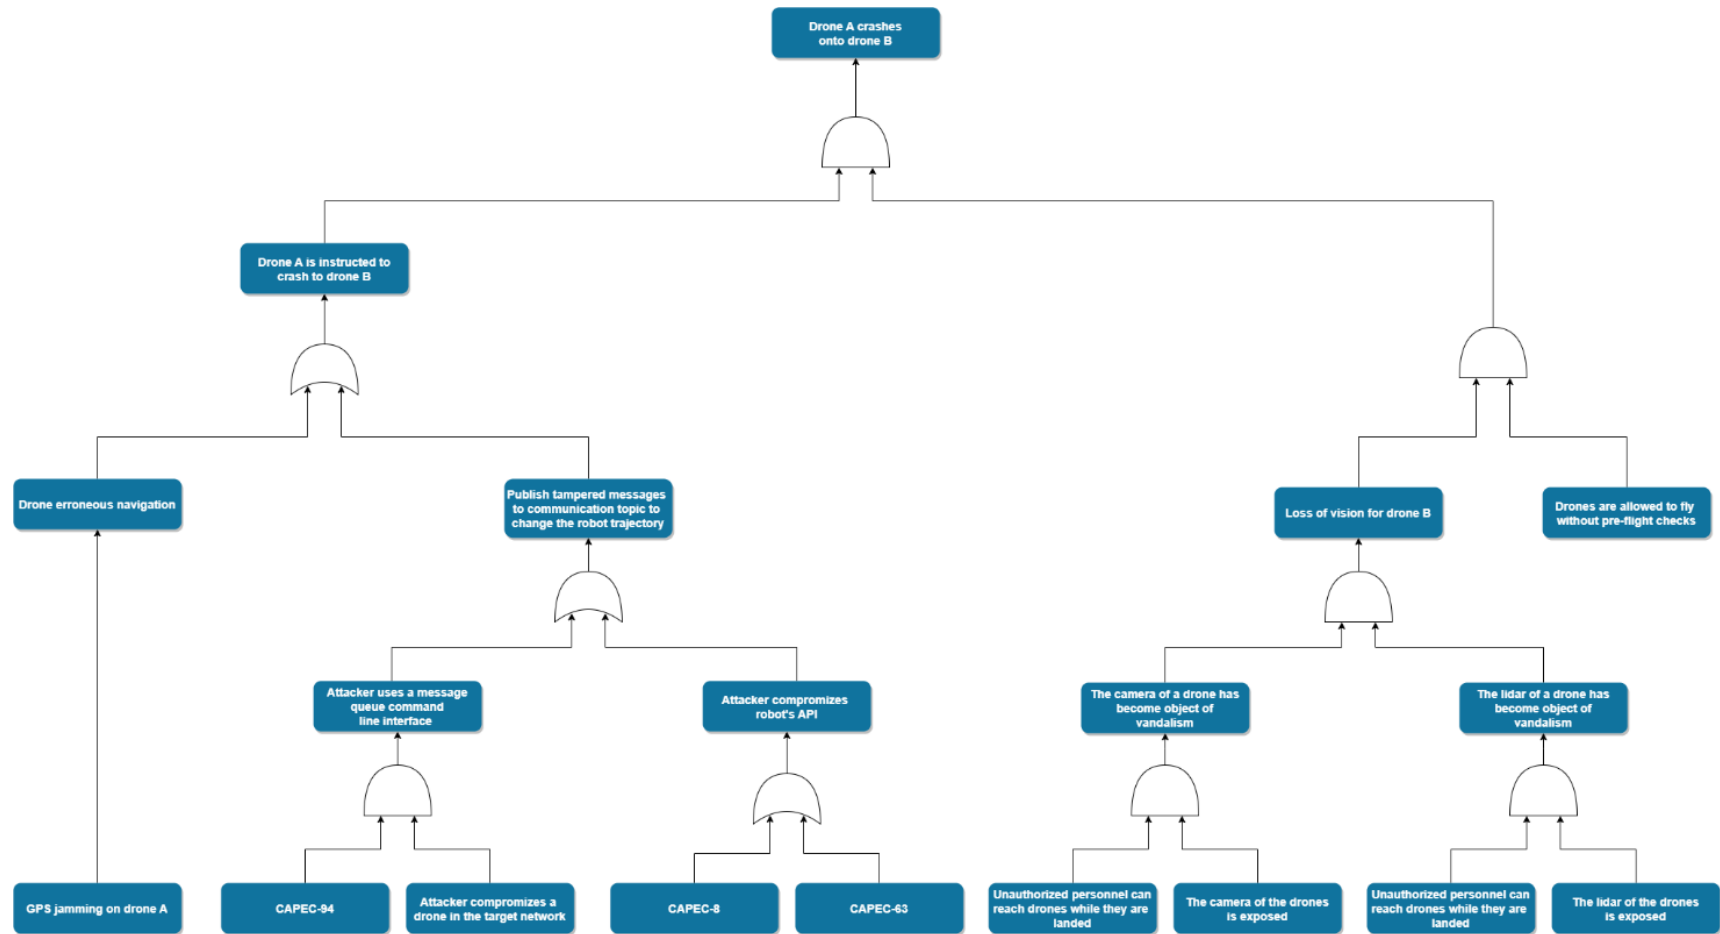 Drone A crashes
onto drone B
Drone A is instructed to
crash to drone B
Drone erroneous navigation
Publish tampered messages
to communication topic to
change the robot trajectory
Loss of vision for drone B
Drones are allowed to fly
without pre-flight checks
Attacker uses a message
queue command
line interface
Attacker compromizes
robot's API
The camera of a drone has
become object of
vandalism
The lidar of a drone has
become object of
vandalism
GPS jamming on drone A
CAPEC-94
Attacker compromizes a
drone in the target network
CAPEC-8
CAPEC-63
Unauthorized personnel can
reach drones while they are
landed
The camera of the drones
is exposed
Unauthorized personnel can
reach drones while they are
landed
The lidar of the drones
is exposed